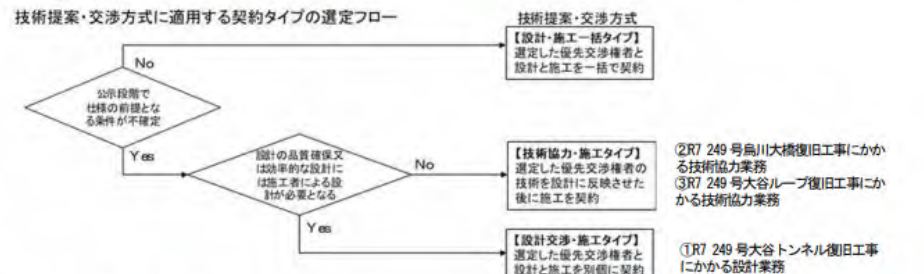 技術提案・交渉方式に適用する契約タイプの選定フロー
技術提案・交渉方式
【設計・施工一括タイプ】
選定した優先交渉権者と
設計と施工を一括で契約
No
公示段階で
仕様の前提とな
る条件が不確定
Yes
設計の品質確保又
は効率的な設計に
は施工者による設
計が必要となる
No
【技術協力・施工タイプ】
選定した優先交渉権者の
技術を設計に反映させた
後に施工を契約
②R7 249 号烏川大橋復旧工事にかか
る技術協力業務
③R7 249 号大谷ループ復旧工事にか
かる技術協力業務
Yes
【設計交渉・施工タイプ】
選定した優先交渉権者と
設計と施工を別個に契約
①R7 249 号大谷トンネル復旧工事
にかかる設計業務